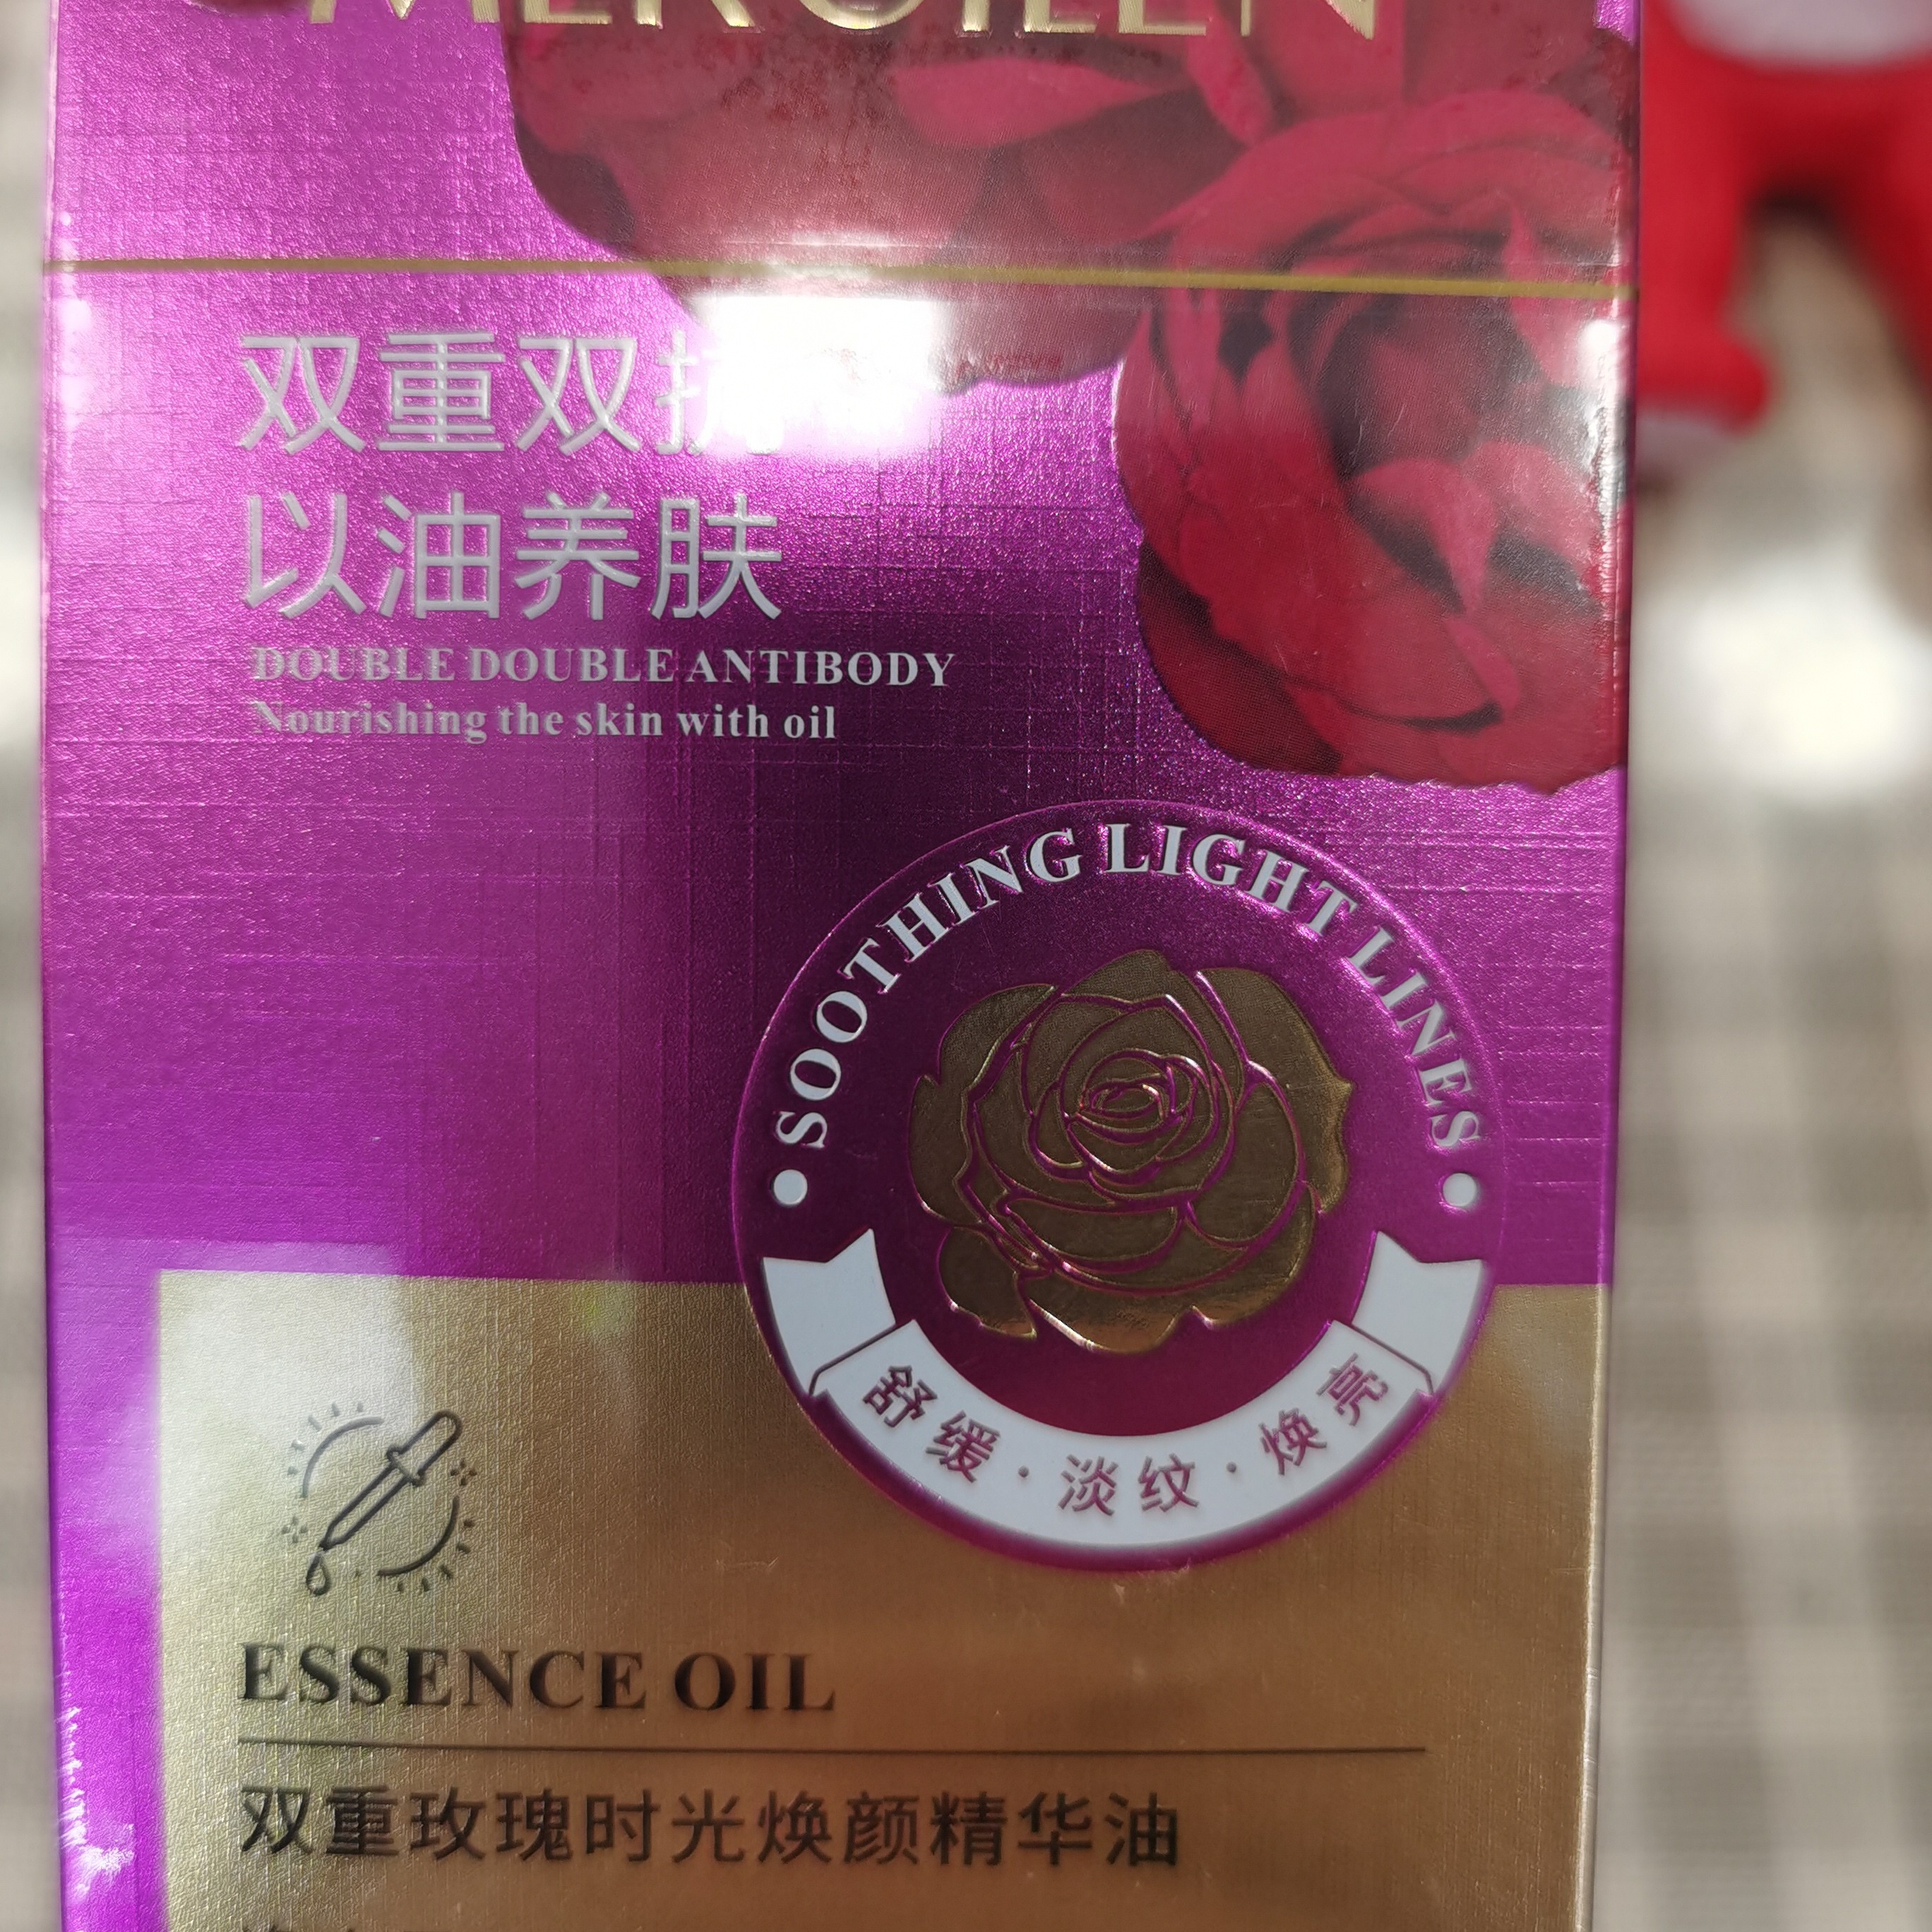 双重双抗
以油养肤
DOUBLE DOUBLE ANTIBODY
Nourishing the skin with oil
SOOTHING LIGHT LINES
舒缓·淡纹·焕亮
ESSENCE OIL
双重玫瑰时光焕颜精华油